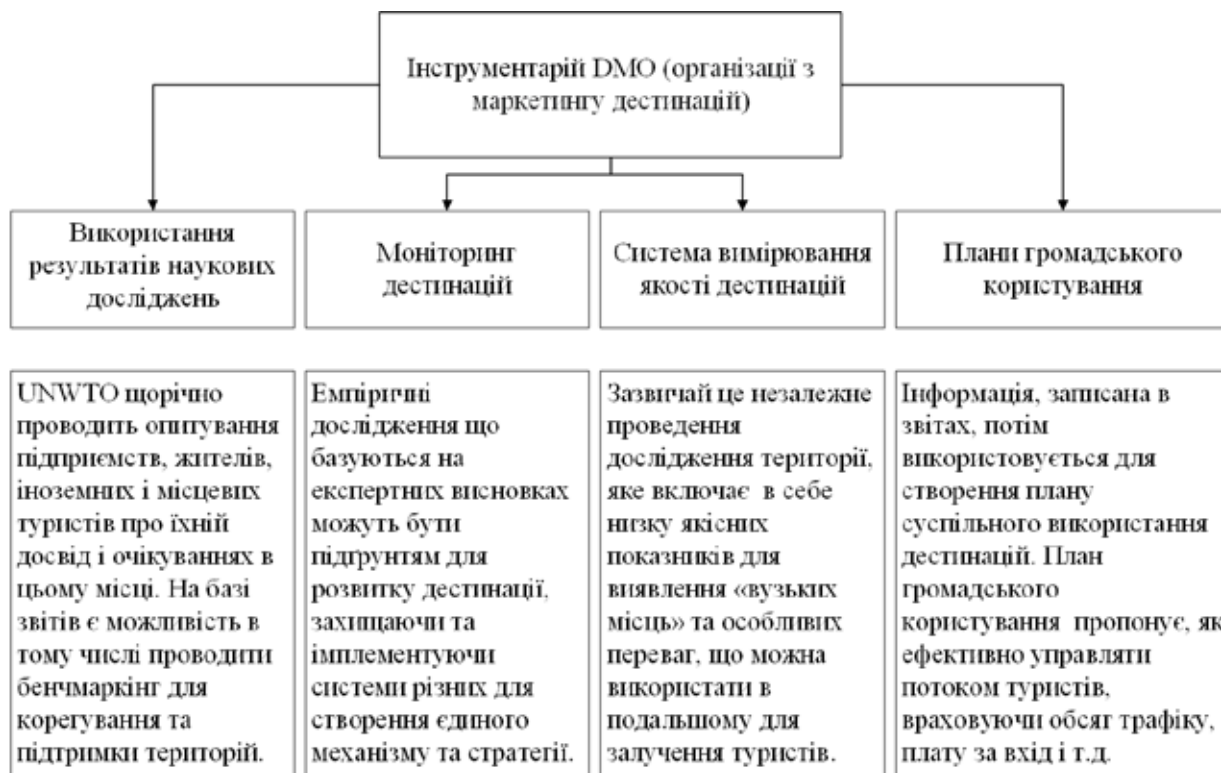 Інструментарій DMO (організації з
маркетингу дестинацій)
Використання
результатів наукових
досліджень
Моніторинг
дестинацій
Система вимірювання
якості дестинацій
Плани громадського
користування
UNWTO щорічно
проводить опитування
підприємств, жителів,
іноземних і місцевих
туристів про їхній
досвід і очікуваннях в
цьому місці. На базі
звітів є можливість в
тому числі проводити
бенчмаркінг для
корегування та
підтримки територій.
Емпіричні
дослідження що
базуються на
експертних висновках
можуть бути
підґрунтям для
розвитку дестинації,
захищаючи та
імплементуючи
системи різних для
створення єдиного
механізму та стратегії.
Зазвичай це незалежне
проведення
дослідження території,
яке включає в себе
низку якісних
показників для
виявлення «вузьких
місць» та особливих
переваг, що можна
використати в
подальшому для
залучення туристів.
Інформація, записана в
звітах, потім
використовується для
створення плану
суспільного використання
дестинацій. План
громадського
користування пропонує, як
ефективно управляти
потоком туристів,
враховуючи обсяг трафіку,
плату за вхід і т.д.